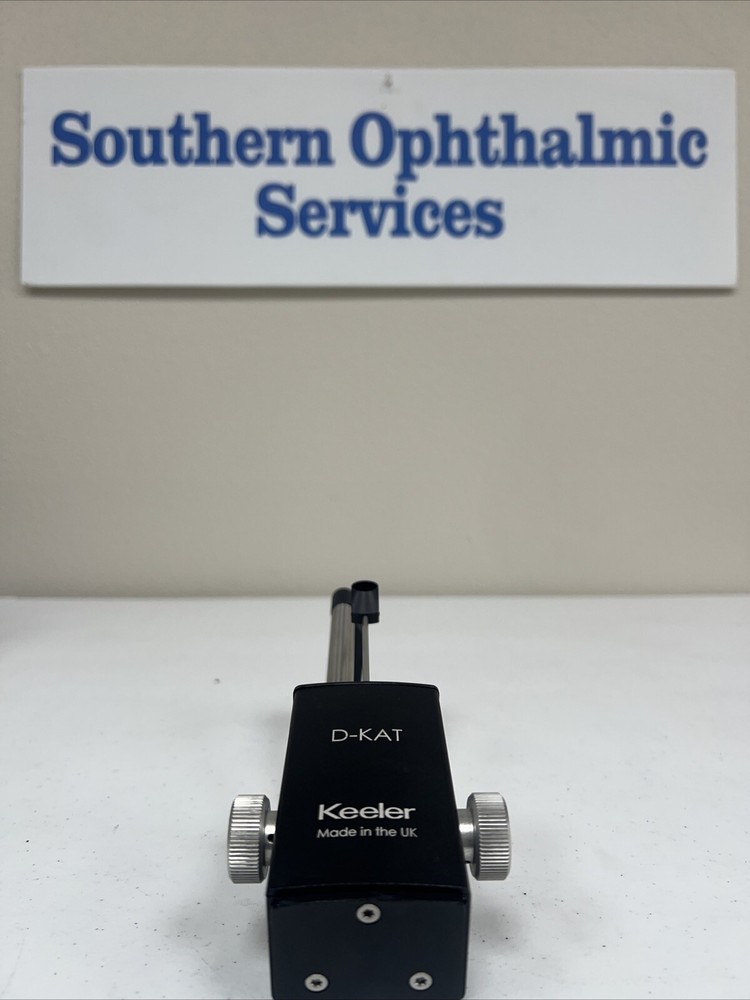 Southern Ophthalmic
Services
D-KAT
Keeler
Made in the UK